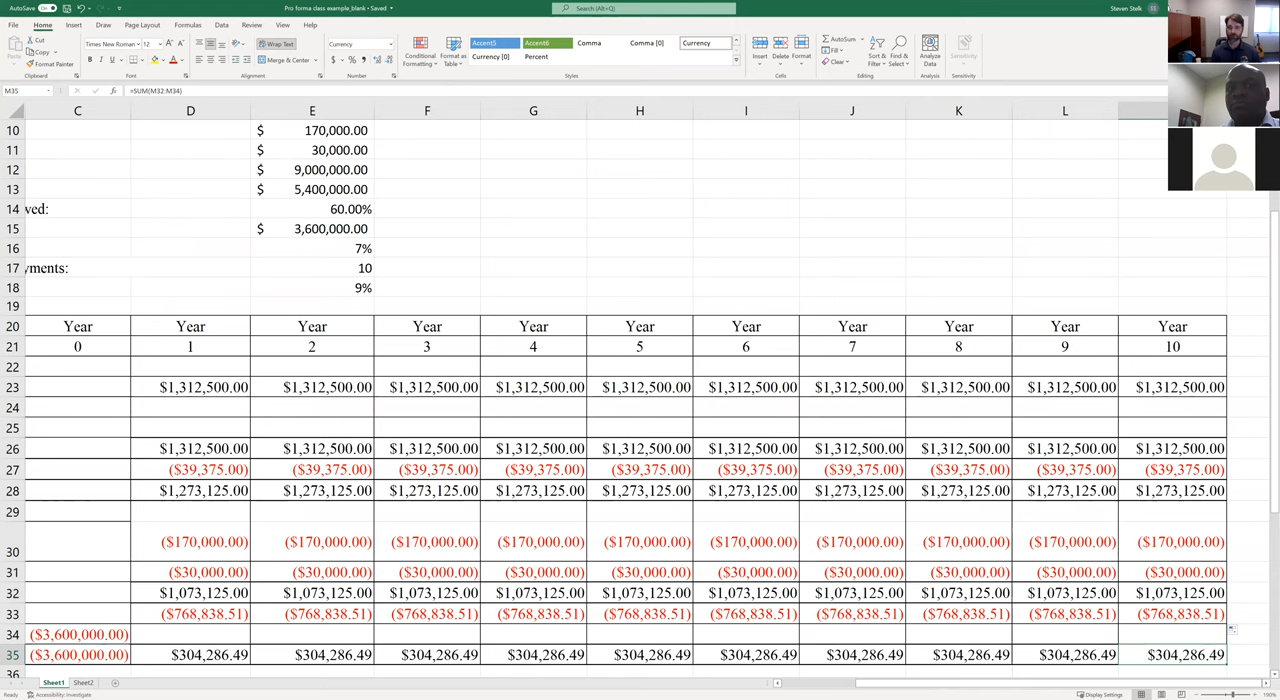 AutoSave On Pro forma class example_blank • Saved Search (Alt+Q) Steven Stelk SS
File Home Insert Draw Page Layout Formulas Data Review View Help
Cut Times New Roman 12 Wrap Text Currency Accent5 Accent6 Comma Comma [0] Currency AutoSum
Copy Fill
Paste Format Painter B I U Merge & Center $ % Conditional Formatting Format as Table Currency [0] Percent Insert Delete Format Clear Sort & Filter Find & Select Analyze Data Sensitivity
Clipboard Font Alignment Number Styles Cells Editing Analysis Sensitivity
M35 fx =SUM(M32:M34)
C D E F G H I J K L
10 $ 170,000.00
11 $ 30,000.00
12 $ 9,000,000.00
13 $ 5,400,000.00
14 ved: 60.00%
15 $ 3,600,000.00
16 7%
17 yments: 10
18 9%
19
20 Year Year Year Year Year Year Year Year Year Year Year
21 0 1 2 3 4 5 6 7 8 9 10
22
23 $1,312,500.00 $1,312,500.00 $1,312,500.00 $1,312,500.00 $1,312,500.00 $1,312,500.00 $1,312,500.00 $1,312,500.00 $1,312,500.00 $1,312,500.00
24
25
26 $1,312,500.00 $1,312,500.00 $1,312,500.00 $1,312,500.00 $1,312,500.00 $1,312,500.00 $1,312,500.00 $1,312,500.00 $1,312,500.00 $1,312,500.00
27 ($39,375.00) ($39,375.00) ($39,375.00) ($39,375.00) ($39,375.00) ($39,375.00) ($39,375.00) ($39,375.00) ($39,375.00) ($39,375.00)
28 $1,273,125.00 $1,273,125.00 $1,273,125.00 $1,273,125.00 $1,273,125.00 $1,273,125.00 $1,273,125.00 $1,273,125.00 $1,273,125.00 $1,273,125.00
29
30 ($170,000.00) ($170,000.00) ($170,000.00) ($170,000.00) ($170,000.00) ($170,000.00) ($170,000.00) ($170,000.00) ($170,000.00) ($170,000.00)
31 ($30,000.00) ($30,000.00) ($30,000.00) ($30,000.00) ($30,000.00) ($30,000.00) ($30,000.00) ($30,000.00) ($30,000.00) ($30,000.00)
32 $1,073,125.00 $1,073,125.00 $1,073,125.00 $1,073,125.00 $1,073,125.00 $1,073,125.00 $1,073,125.00 $1,073,125.00 $1,073,125.00 $1,073,125.00
33 ($768,838.51) ($768,838.51) ($768,838.51) ($768,838.51) ($768,838.51) ($768,838.51) ($768,838.51) ($768,838.51) ($768,838.51) ($768,838.51)
34 ($3,600,000.00)
35 ($3,600,000.00) $304,286.49 $304,286.49 $304,286.49 $304,286.49 $304,286.49 $304,286.49 $304,286.49 $304,286.49 $304,286.49 $304,286.49
36
Sheet1 Sheet2
Ready Accessibility: Investigate Display Settings 190%